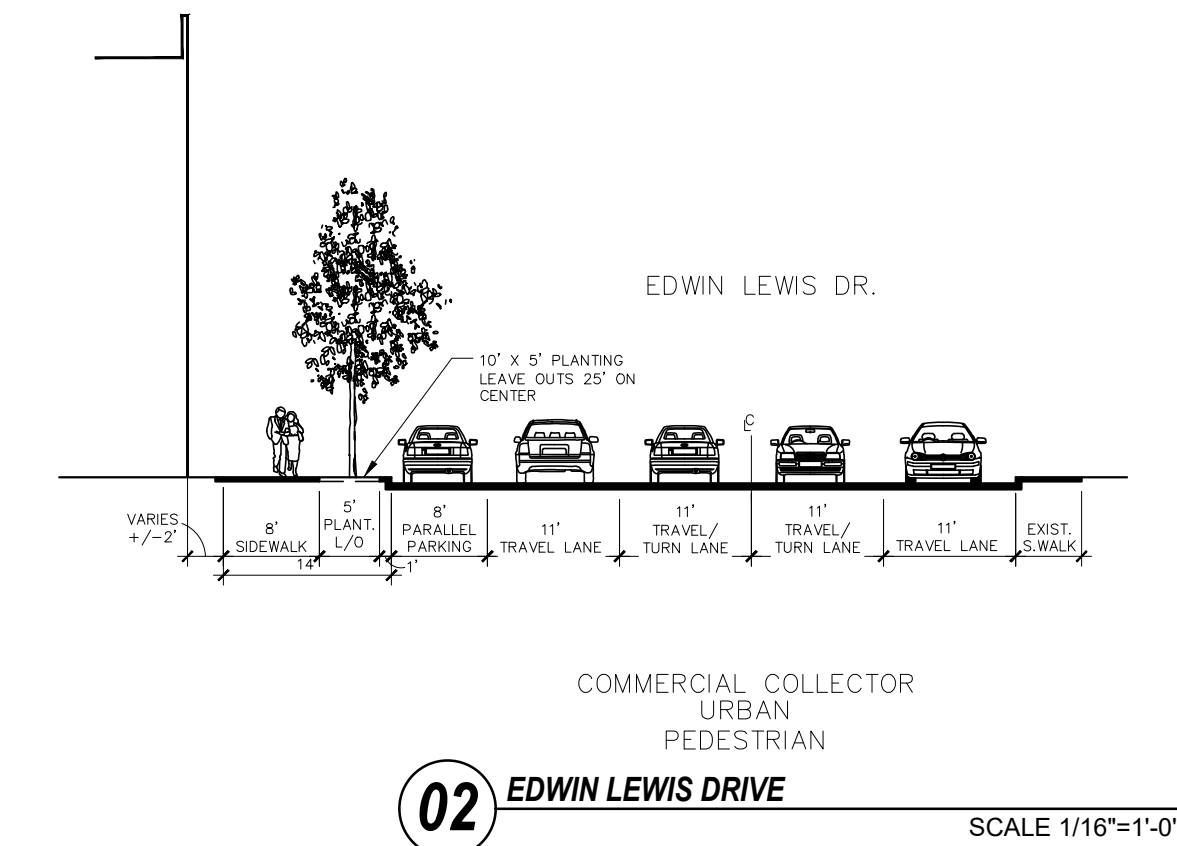 EDWIN LEWIS DR.
10' X 5' PLANTING
LEAVE OUTS 25' ON
CENTER
CL
VARIES
+/-2'
8'
SIDEWALK
5'
PLANT.
L/O
8'
PARALLEL
PARKING
11'
TRAVEL LANE
11'
TRAVEL/
TURN LANE
11'
TRAVEL/
TURN LANE
11'
TRAVEL LANE
EXIST.
S.WALK
14'
1'
COMMERCIAL COLLECTOR
URBAN
PEDESTRIAN
02
EDWIN LEWIS DRIVE
SCALE 1/16"=1'-0'